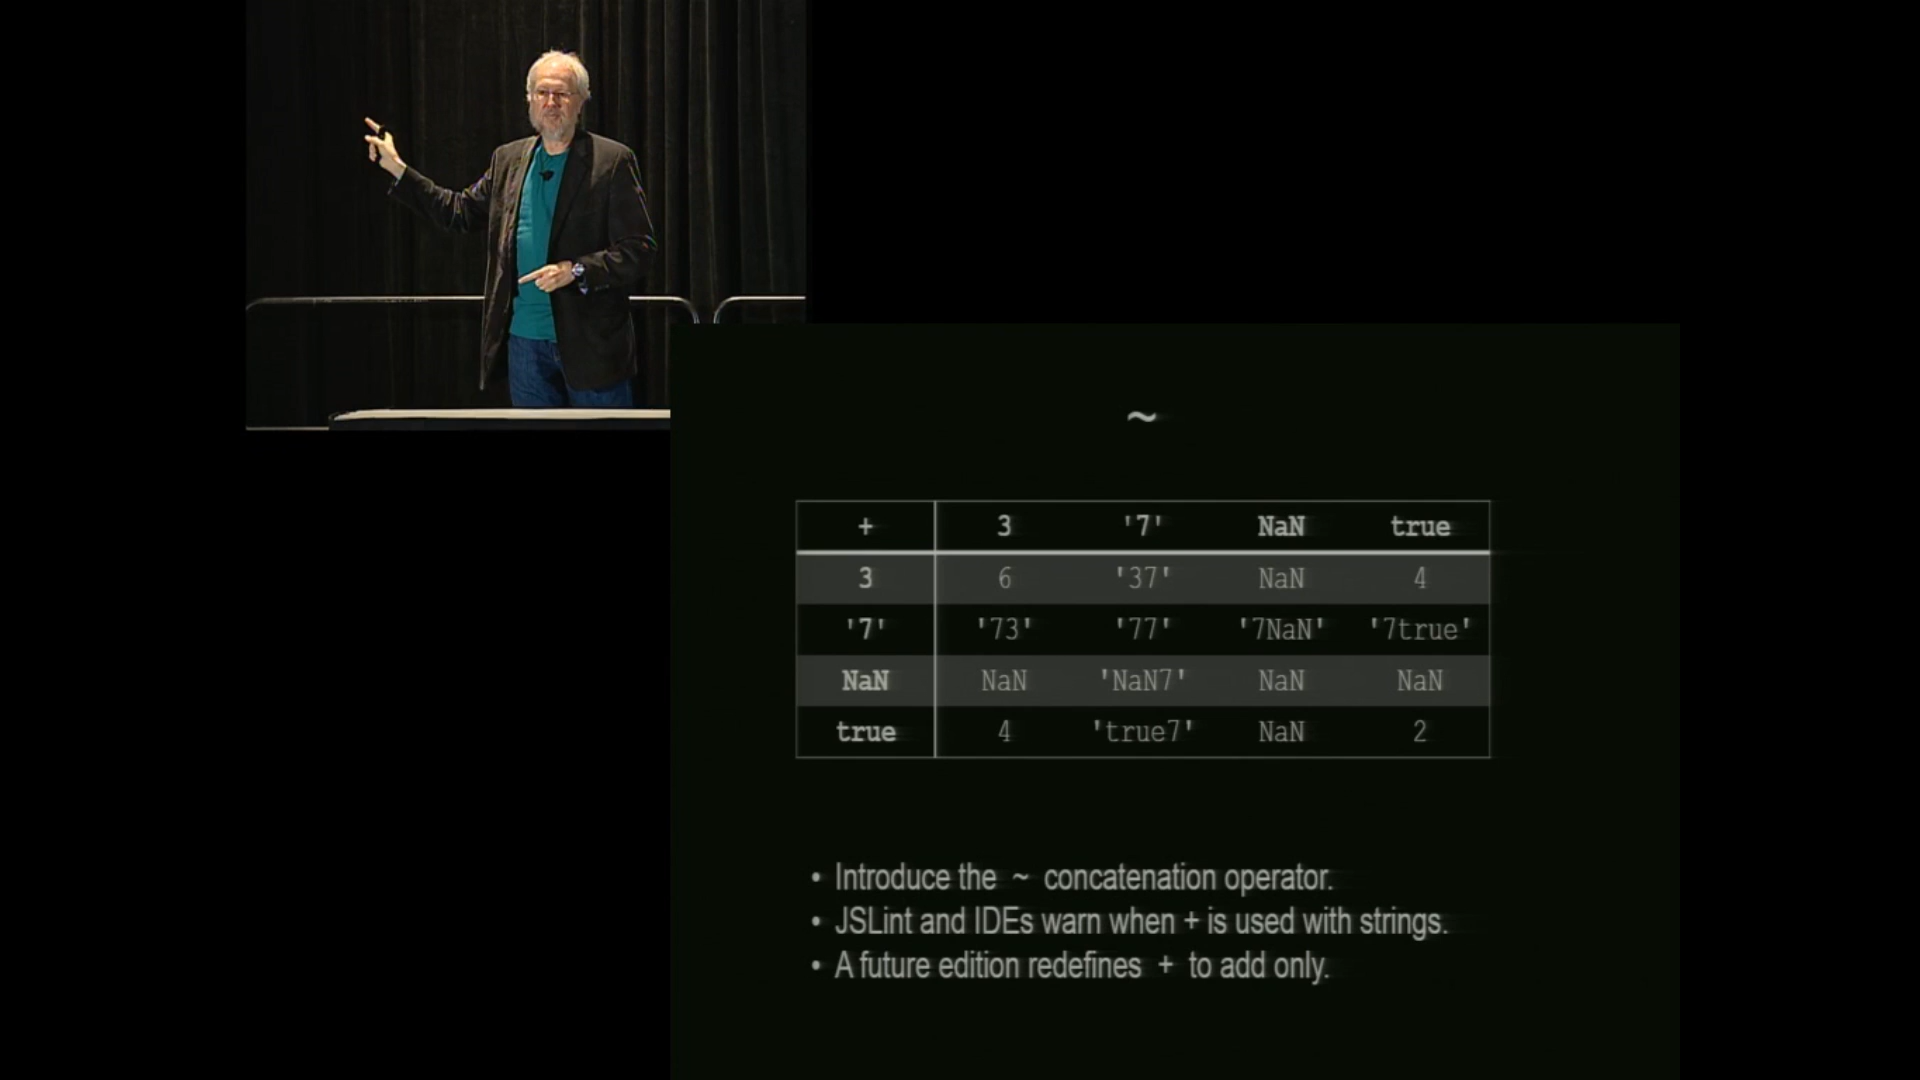 ~
+ 3 '7' NaN true
3 6 '37' NaN 4
'7' '73' '77' '7NaN' '7true'
NaN NaN 'NaN7' NaN NaN
true 4 'true7' NaN 2
• Introduce the ~ concatenation operator.
• JSLint and IDEs warn when + is used with strings.
• A future edition redefines + to add only.